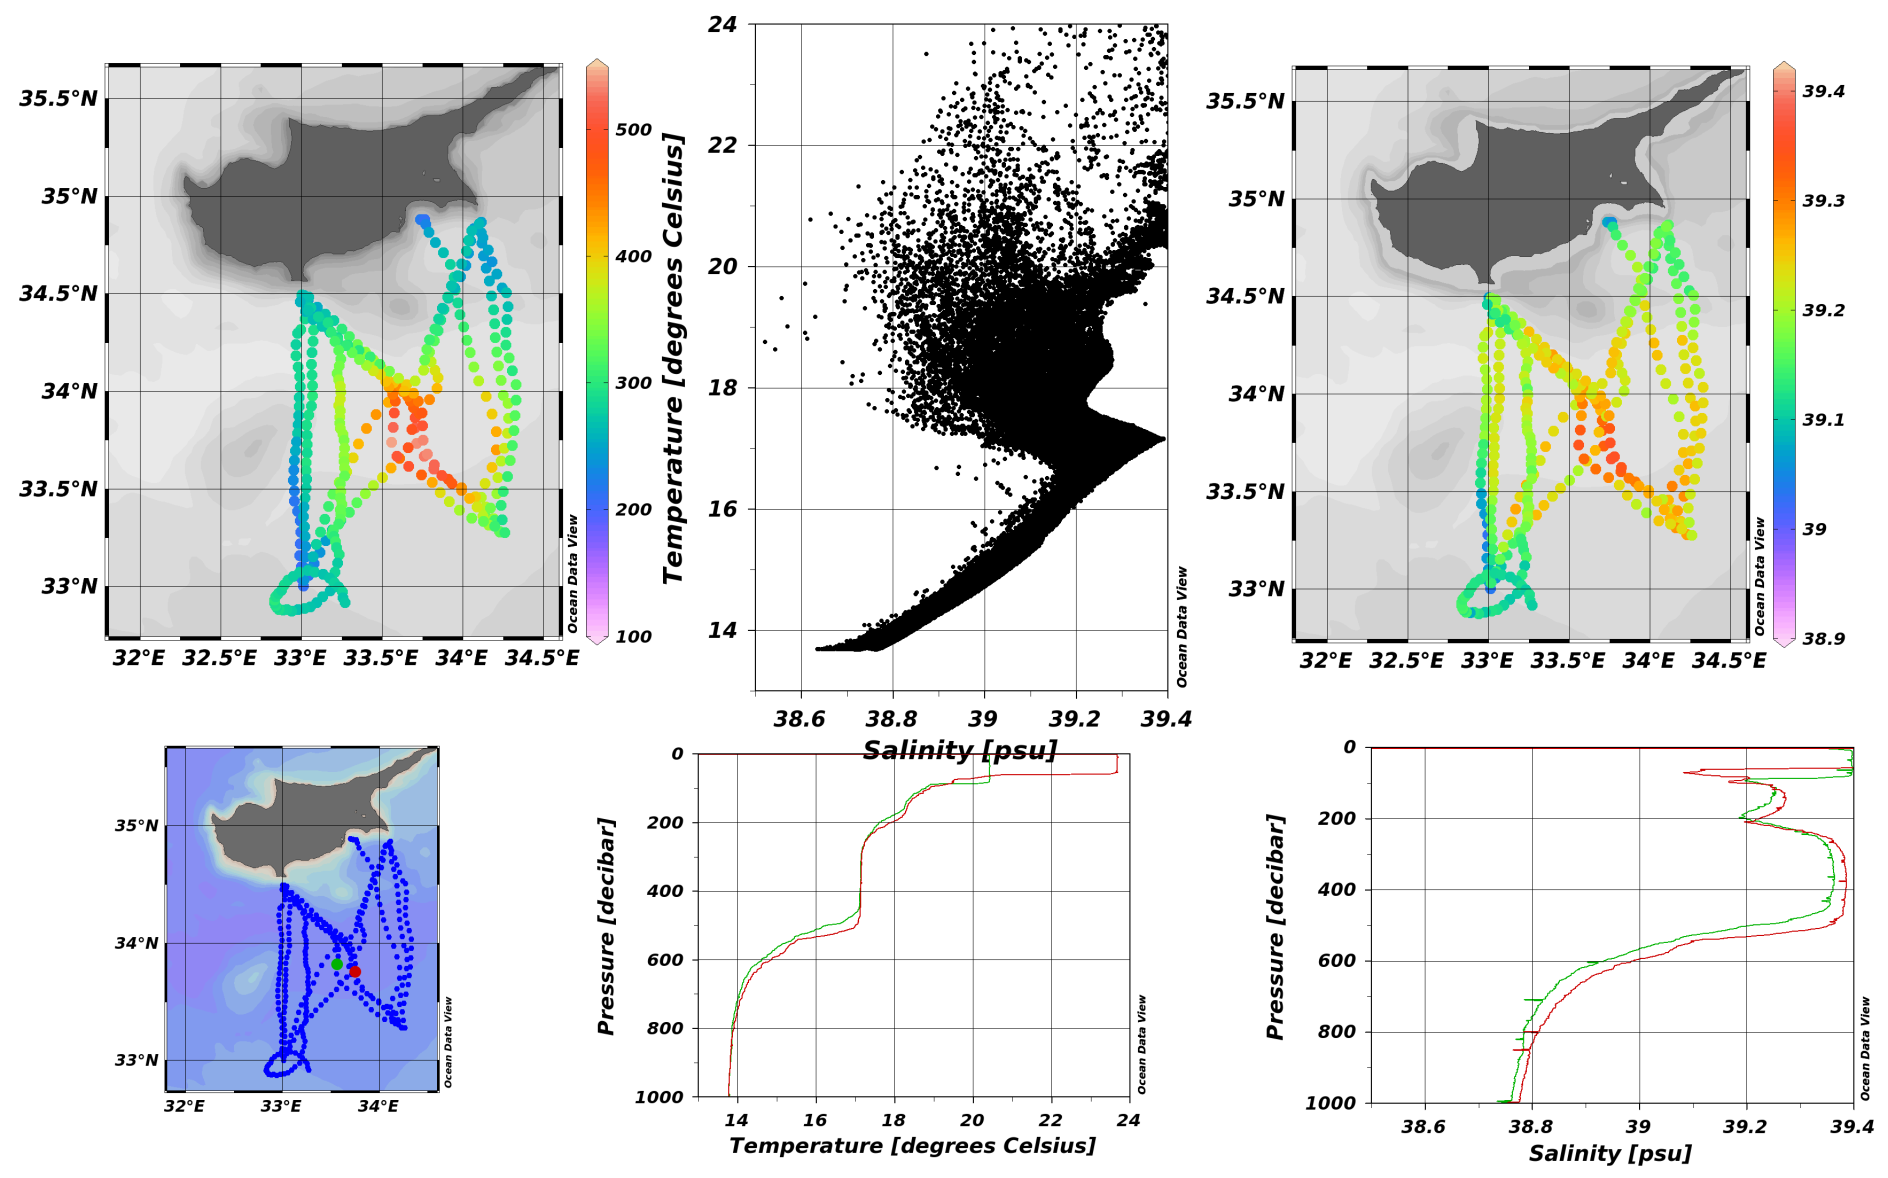 35.5°N
35°N
34.5°N
34°N
33.5°N
33°N
32°E 32.5°E 33°E 33.5°E 34°E 34.5°E
Ocean Data View
500
400
300
200
100
24
22
20
18
16
14
Temperature [degrees Celsius]
38.6 38.8 39 39.2 39.4
Salinity [psu]
Ocean Data View
35.5°N
35°N
34.5°N
34°N
33.5°N
33°N
32°E 32.5°E 33°E 33.5°E 34°E 34.5°E
Ocean Data View
39.4
39.3
39.2
39.1
39
38.9
35°N
34°N
33°N
32°E 33°E 34°E
Ocean Data View
0
200
400
600
800
1000
Pressure [decibar]
14 16 18 20 22 24
Temperature [degrees Celsius]
Ocean Data View
0
200
400
600
800
1000
Pressure [decibar]
38.6 38.8 39 39.2 39.4
Salinity [psu]
Ocean Data View